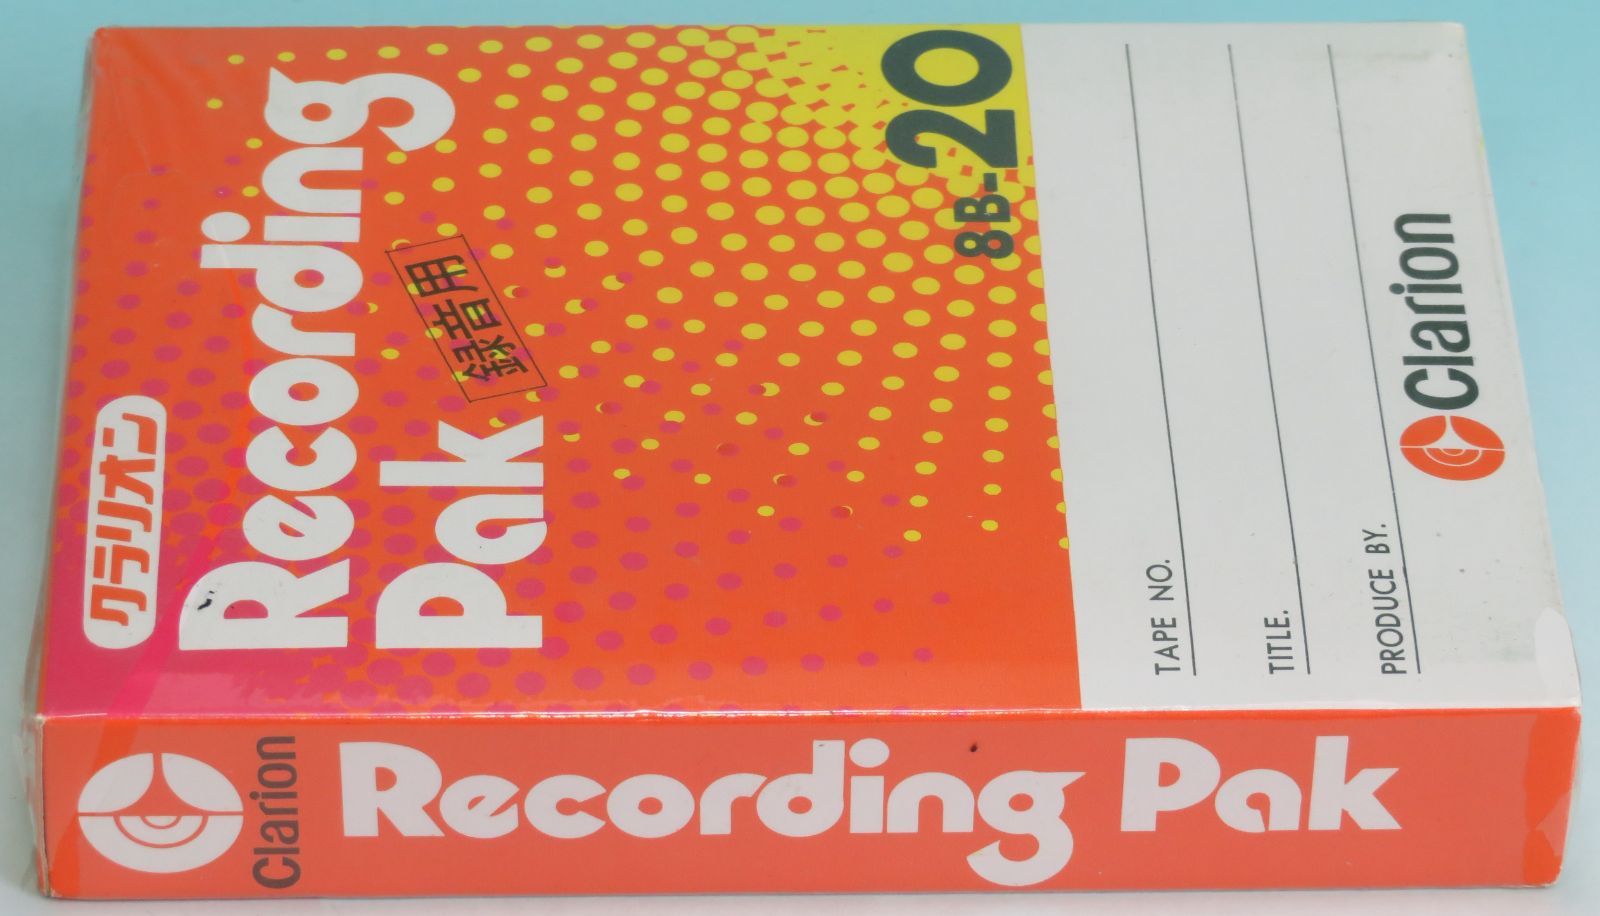 クラリオン
Recording
Pak
録音用
8B-20
TAPE NO.
TITLE.
PRODUCE BY.
Clarion
Clarion
Recording Pak